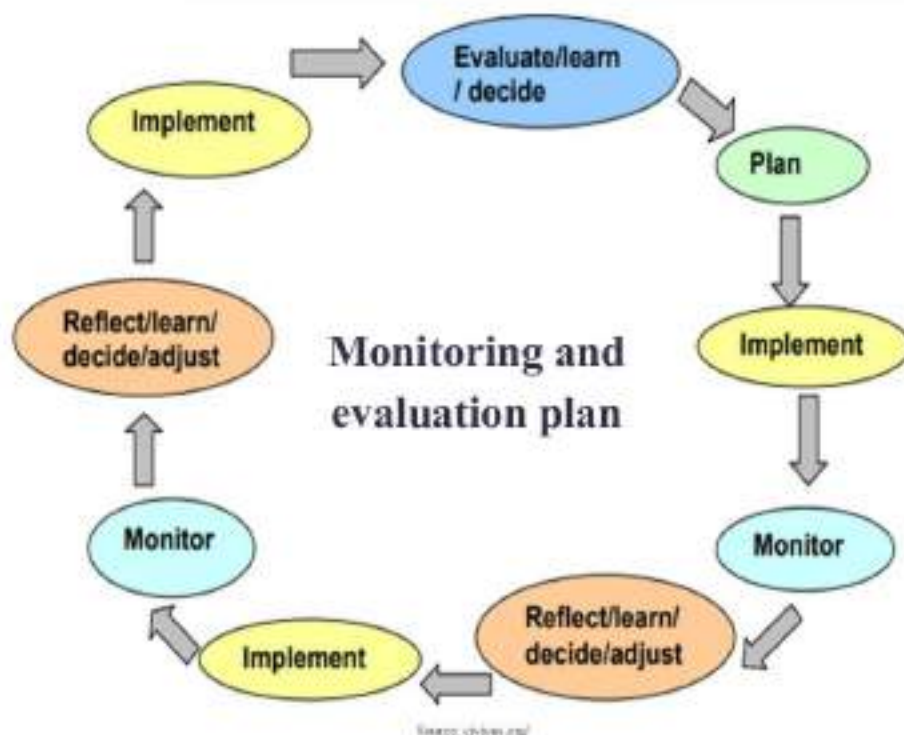 Evaluate/learn
/ decide
Plan
Implement
Monitor
Reflect/learn/
decide/adjust
Implement
Monitor
Reflect/learn/
decide/adjust
Implement
Monitoring and
evaluation plan
Source: